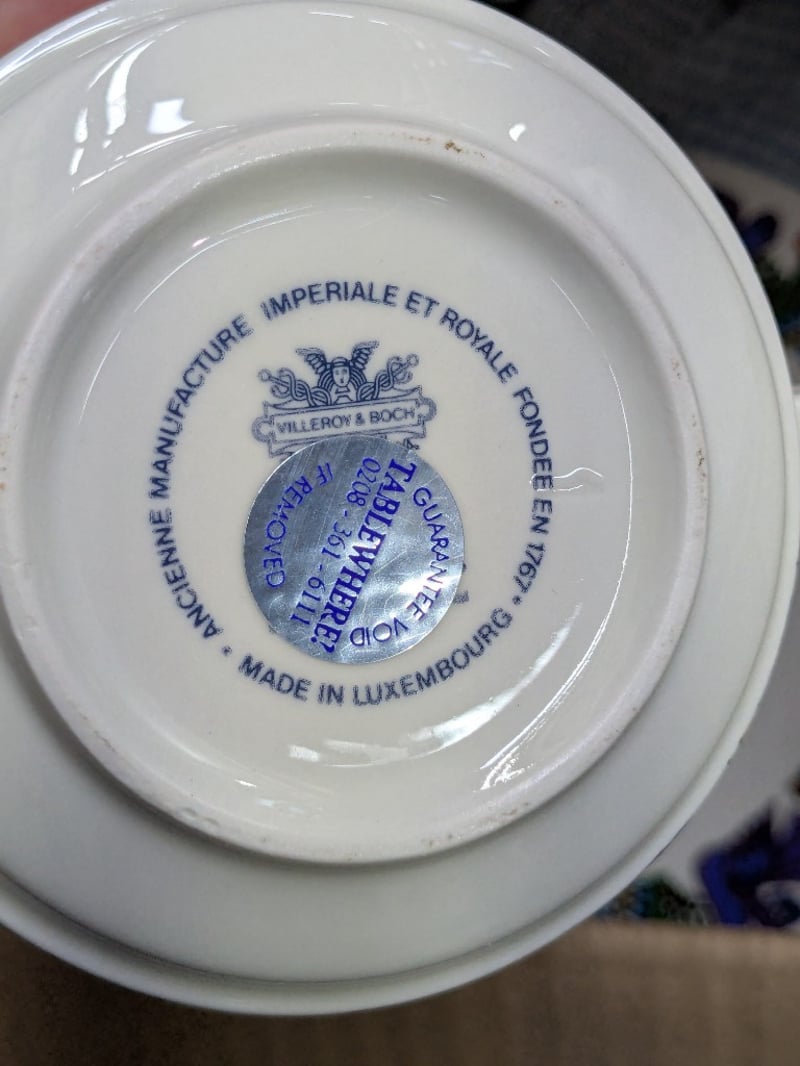 ANCIENNE MANUFACTURE IMPERIALE ET ROYALE FONDEE EN 1767 * MADE IN LUXEMBOURG *
VILLEROY & BOCH
GUARANTEE VOID
TABLEWHERE?
0208 - 361 - 6111
IF REMOVED